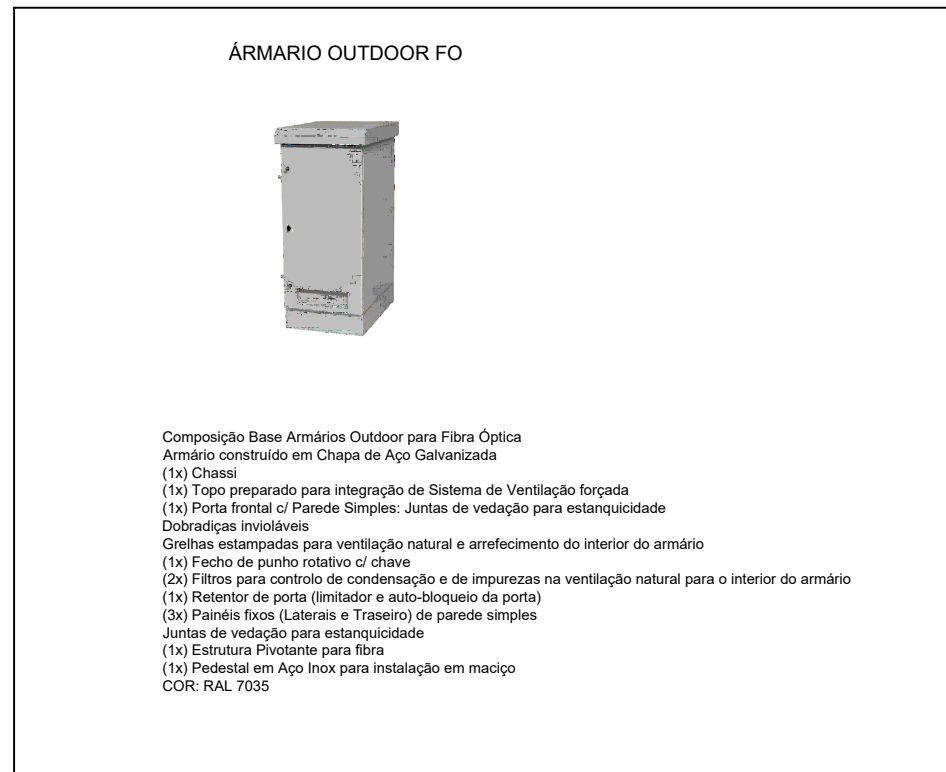 ÁRMARIO OUTDOOR FO
Composição Base Armários Outdoor para Fibra Óptica
Armário construído em Chapa de Aço Galvanizada
(1x) Chassi
(1x) Topo preparado para integração de Sistema de Ventilação forçada
(1x) Porta frontal c/ Parede Simples: Juntas de vedação para estanquicidade
Dobradiças invioláveis
Grelhas estampadas para ventilação natural e arrefecimento do interior do armário
(1x) Fecho de punho rotativo c/ chave
(2x) Filtros para controlo de condensação e de impurezas na ventilação natural para o interior do armário
(1x) Retentor de porta (limitador e auto-bloqueio da porta)
(3x) Painéis fixos (Laterais e Traseiro) de parede simples
Juntas de vedação para estanquicidade
(1x) Estrutura Pivotante para fibra
(1x) Pedestal em Aço Inox para instalação em maciço
COR: RAL 7035